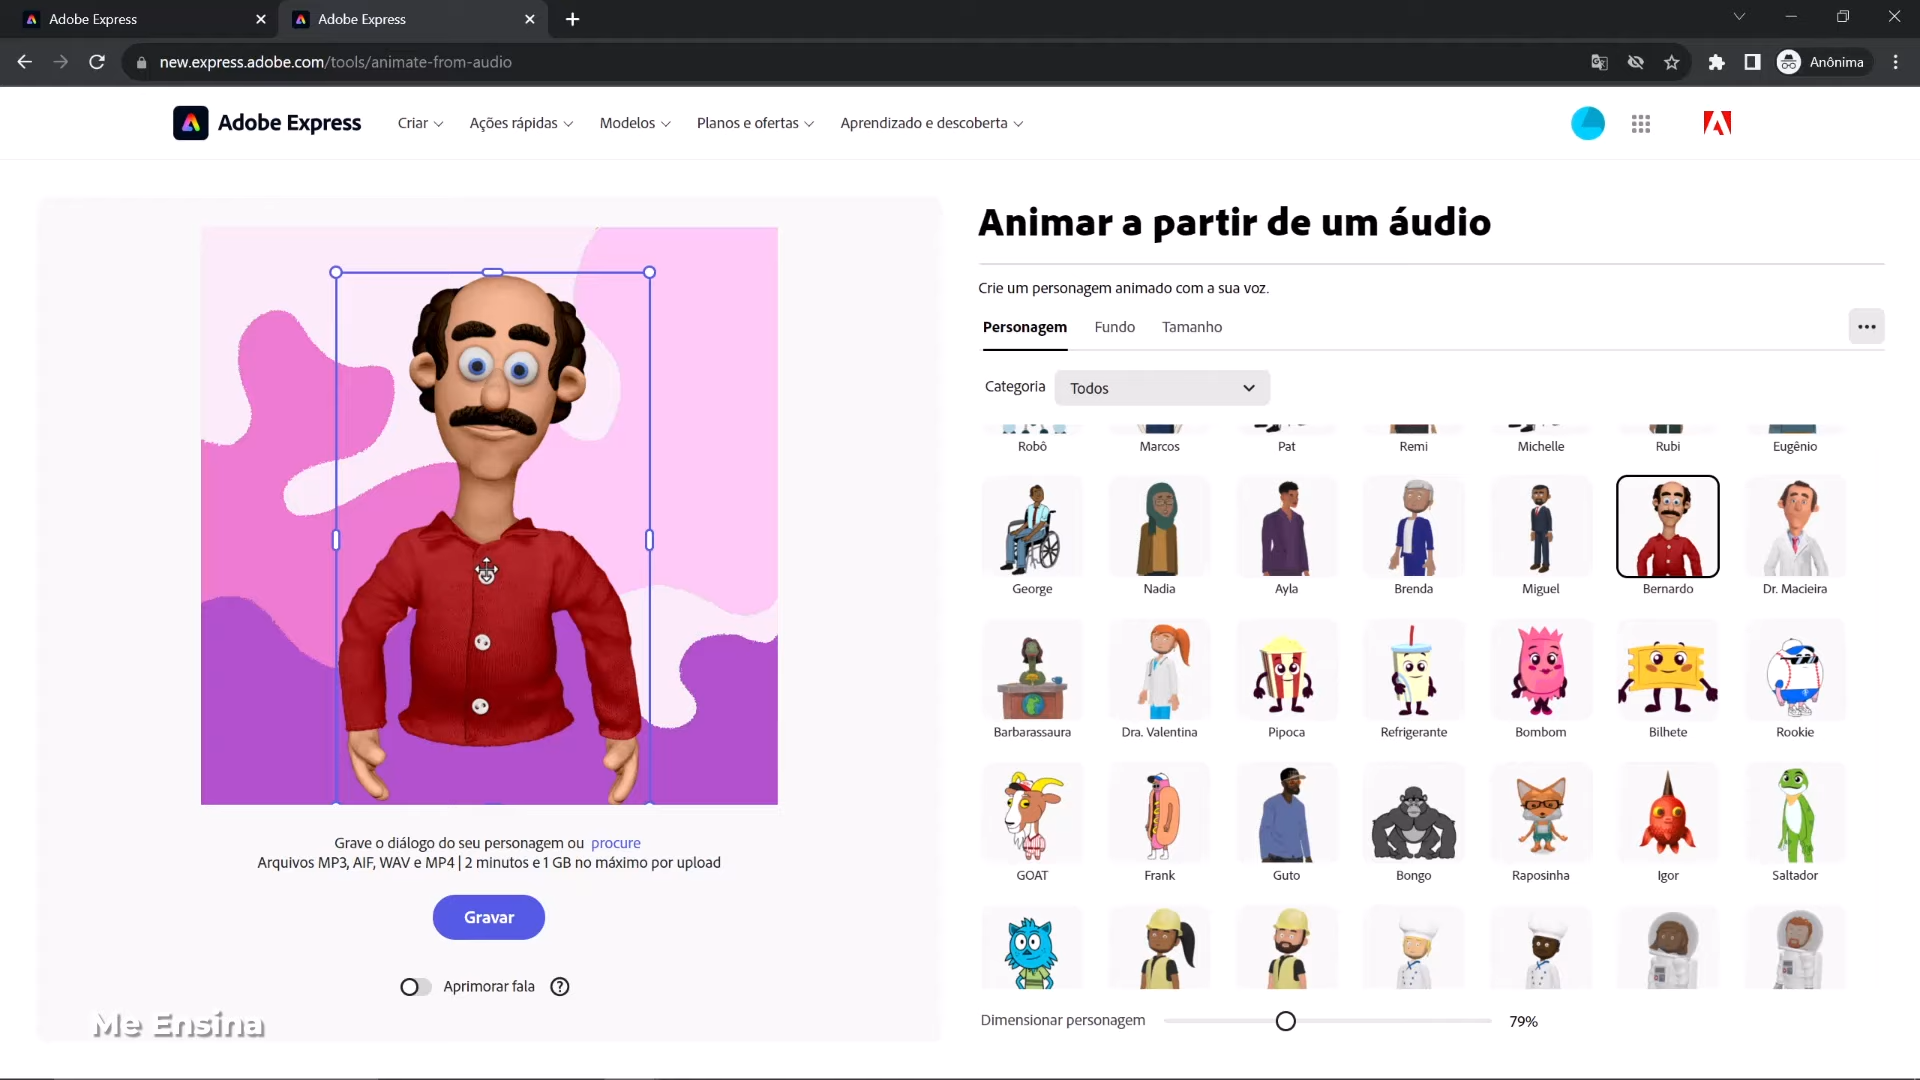 Adobe Express
Adobe Express
new.express.adobe.com/tools/animate-from-audio
Anônima
Adobe Express
Criar
Ações rápidas
Modelos
Planos e ofertas
Aprendizado e descoberta
Animar a partir de um áudio
Crie um personagem animado com a sua voz.
Personagem
Fundo
Tamanho
Categoria
Todos
Robô
Marcos
Pat
Remi
Michelle
Rubi
Eugênio
George
Nadia
Ayla
Brenda
Miguel
Bernardo
Dr. Macieira
Barbarassaura
Dra. Valentina
Pipoca
Refrigerante
Bombom
Bilhete
Rookie
GOAT
Frank
Guto
Bongo
Raposinha
Igor
Saltador
Dimensionar personagem
79%
Grave o diálogo do seu personagem ou procure
Arquivos MP3, AIF, WAV e MP4 | 2 minutos e 1 GB no máximo por upload
Gravar
Aprimorar fala
Me Ensina